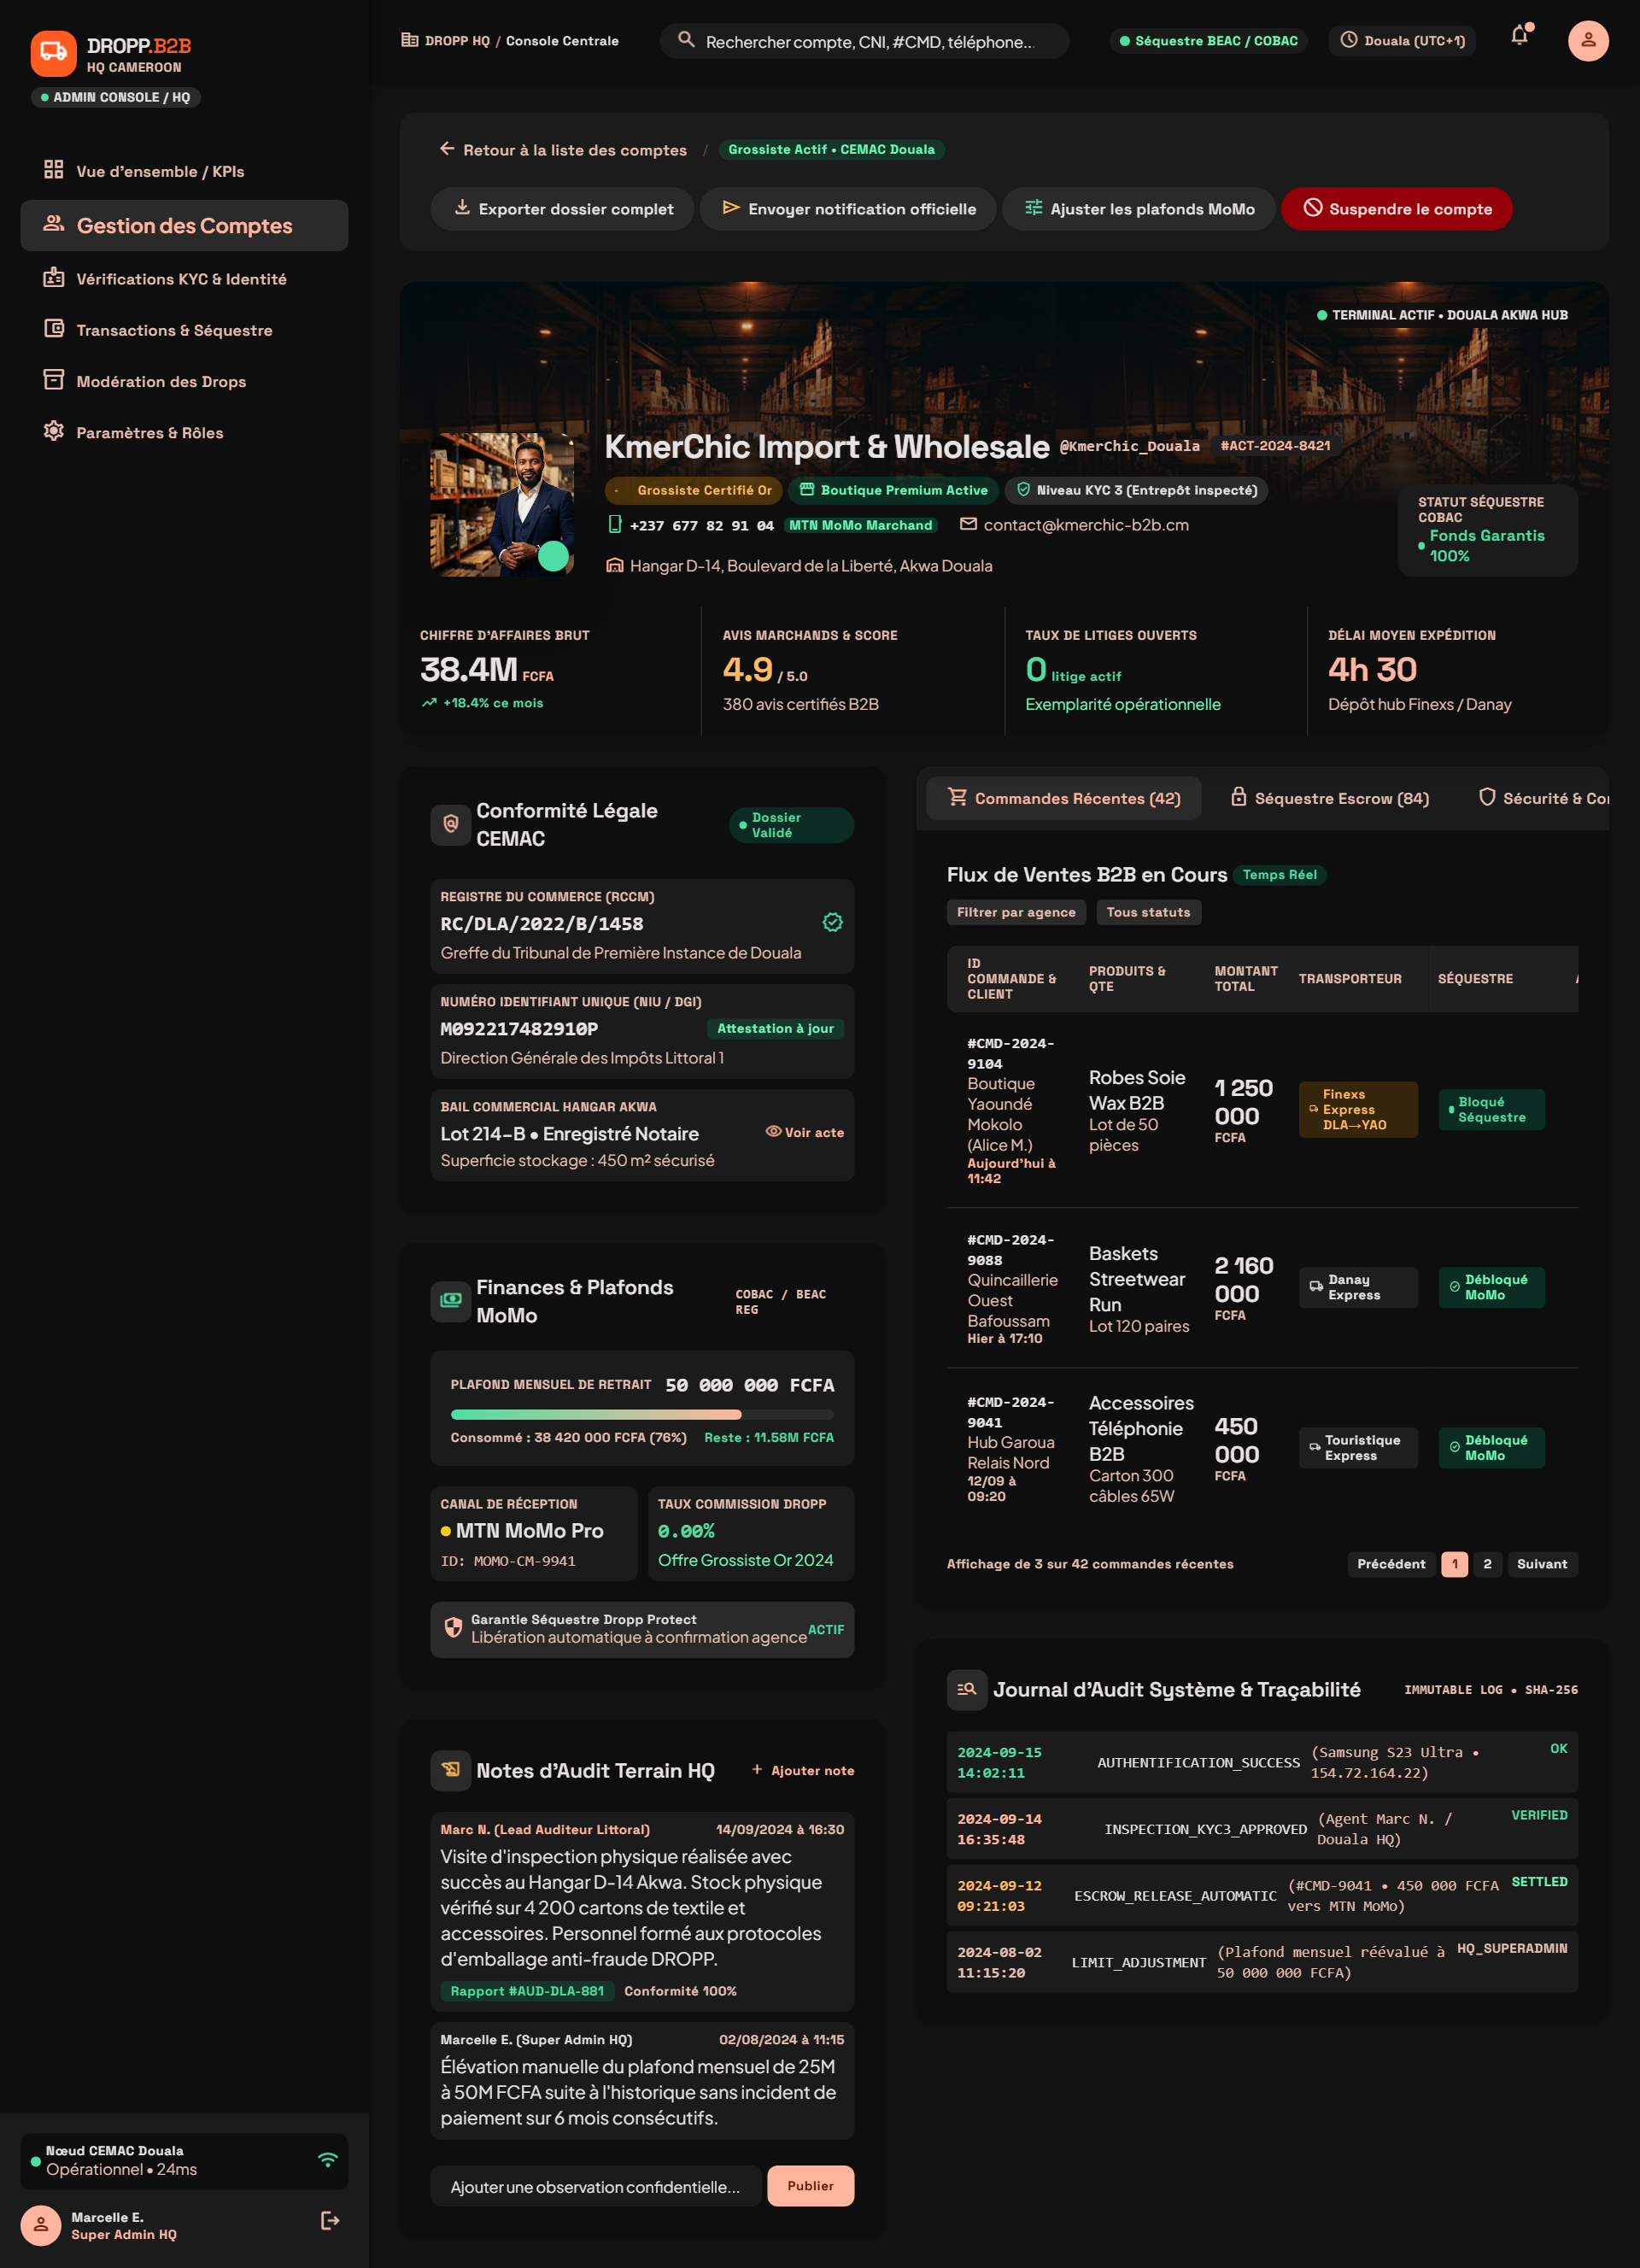 DROPP.B2B
HQ CAMEROON
ADMIN CONSOLE / HQ
Vue d'ensemble / KPIs
Gestion des Comptes
Vérifications KYC & Identité
Transactions & Séquestre
Modération des Drops
Paramètres & Rôles
Nœud CEMAC Douala
Opérationnel • 24ms
Marcelle E.
Super Admin HQ
DROPP HQ / Console Centrale
Rechercher compte, CNI, #CMD, téléphone...
Séquestre BEAC / COBAC
Douala (UTC+1)
Retour à la liste des comptes / Grossiste Actif • CEMAC Douala
Exporter dossier complet
Envoyer notification officielle
Ajuster les plafonds MoMo
Suspendre le compte
TERMINAL ACTIF • DOUALA AKWA HUB
KmerChic Import & Wholesale @KmerChic_Douala #ACT-2024-8421
Grossiste Certifié Or
Boutique Premium Active
Niveau KYC 3 (Entrepôt inspecté)
+237 677 82 91 04 MTN MoMo Marchand
contact@kmerchic-b2b.cm
Hangar D-14, Boulevard de la Liberté, Akwa Douala
STATUT SÉQUESTRE
COBAC
Fonds Garantis
100%
CHIFFRE D'AFFAIRES BRUT
38.4M FCFA
+18.4% ce mois
AVIS MARCHANDS & SCORE
4.9 / 5.0
380 avis certifiés B2B
TAUX DE LITIGES OUVERTS
0 litige actif
Exemplarité opérationnelle
DÉLAI MOYEN EXPÉDITION
4h 30
Dépôt hub Finexs / Danay
Conformité Légale
CEMAC
Dossier
Validé
REGISTRE DU COMMERCE (RCCM)
RC/DLA/2022/B/1458
Greffe du Tribunal de Première Instance de Douala
NUMÉRO IDENTIFIANT UNIQUE (NIU / DGI)
M092217482910P
Attestation à jour
Direction Générale des Impôts Littoral 1
BAIL COMMERCIAL HANGAR AKWA
Lot 214-B • Enregistré Notaire
Voir acte
Superficie stockage : 450 m² sécurisé
Finances & Plafonds
MoMo
COBAC / BEAC
REG
PLAFOND MENSUEL DE RETRAIT 50 000 000 FCFA
Consommé : 38 420 000 FCFA (76%) Reste : 11.58M FCFA
CANAL DE RÉCEPTION
MTN MoMo Pro
ID: MOMO-CM-9941
TAUX COMMISSION DROPP
0.00%
Offre Grossiste Or 2024
Garantie Séquestre Dropp Protect
Libération automatique à confirmation agence
ACTIF
Notes d'Audit Terrain HQ
+ Ajouter note
Marc N. (Lead Auditeur Littoral) 14/09/2024 à 16:30
Visite d'inspection physique réalisée avec
succès au Hangar D-14 Akwa. Stock physique
vérifié sur 4 200 cartons de textile et
accessoires. Personnel formé aux protocoles
d'emballage anti-fraude DROPP.
Rapport #AUD-DLA-881 Conformité 100%
Marcelle E. (Super Admin HQ) 02/08/2024 à 11:15
Élévation manuelle du plafond mensuel de 25M
à 50M FCFA suite à l'historique sans incident de
paiement sur 6 mois consécutifs.
Ajouter une observation confidentielle...
Publier
Commandes Récentes (42)
Séquestre Escrow (84)
Sécurité & Cor
Flux de Ventes B2B en Cours Temps Réel
Filtrer par agence
Tous statuts
ID
COMMANDE &
CLIENT
PRODUITS &
QTE
MONTANT
TOTAL
TRANSPORTEUR
SÉQUESTRE
#CMD-2024-
9104
Boutique
Yaoundé
Mokolo
(Alice M.)
Aujourd'hui à
11:42
Robes Soie
Wax B2B
Lot de 50
pièces
1 250
000
FCFA
Finexs
Express
DLA→YAO
Bloqué
Séquestre
#CMD-2024-
9088
Quincaillerie
Ouest
Bafoussam
Hier à 17:10
Baskets
Streetwear
Run
Lot 120 paires
2 160
000
FCFA
Danay
Express
Débloqué
MoMo
#CMD-2024-
9041
Hub Garoua
Relais Nord
12/09 à
09:20
Accessoires
Téléphonie
B2B
Carton 300
câbles 65W
450
000
FCFA
Touristique
Express
Débloqué
MoMo
Affichage de 3 sur 42 commandes récentes
Précédent 1 2 Suivant
Journal d'Audit Système & Traçabilité
IMMUTABLE LOG • SHA-256
2024-09-15
14:02:11
AUTHENTIFICATION_SUCCESS
(Samsung S23 Ultra •
154.72.164.22)
OK
2024-09-14
16:35:48
INSPECTION_KYC3_APPROVED
(Agent Marc N. /
Douala HQ)
VERIFIED
2024-09-12
09:21:03
ESCROW_RELEASE_AUTOMATIC
(#CMD-9041 • 450 000 FCFA
vers MTN MoMo)
SETTLED
2024-08-02
11:15:20
LIMIT_ADJUSTMENT
(Plafond mensuel réévalué à
50 000 000 FCFA)
HQ_SUPERADMIN